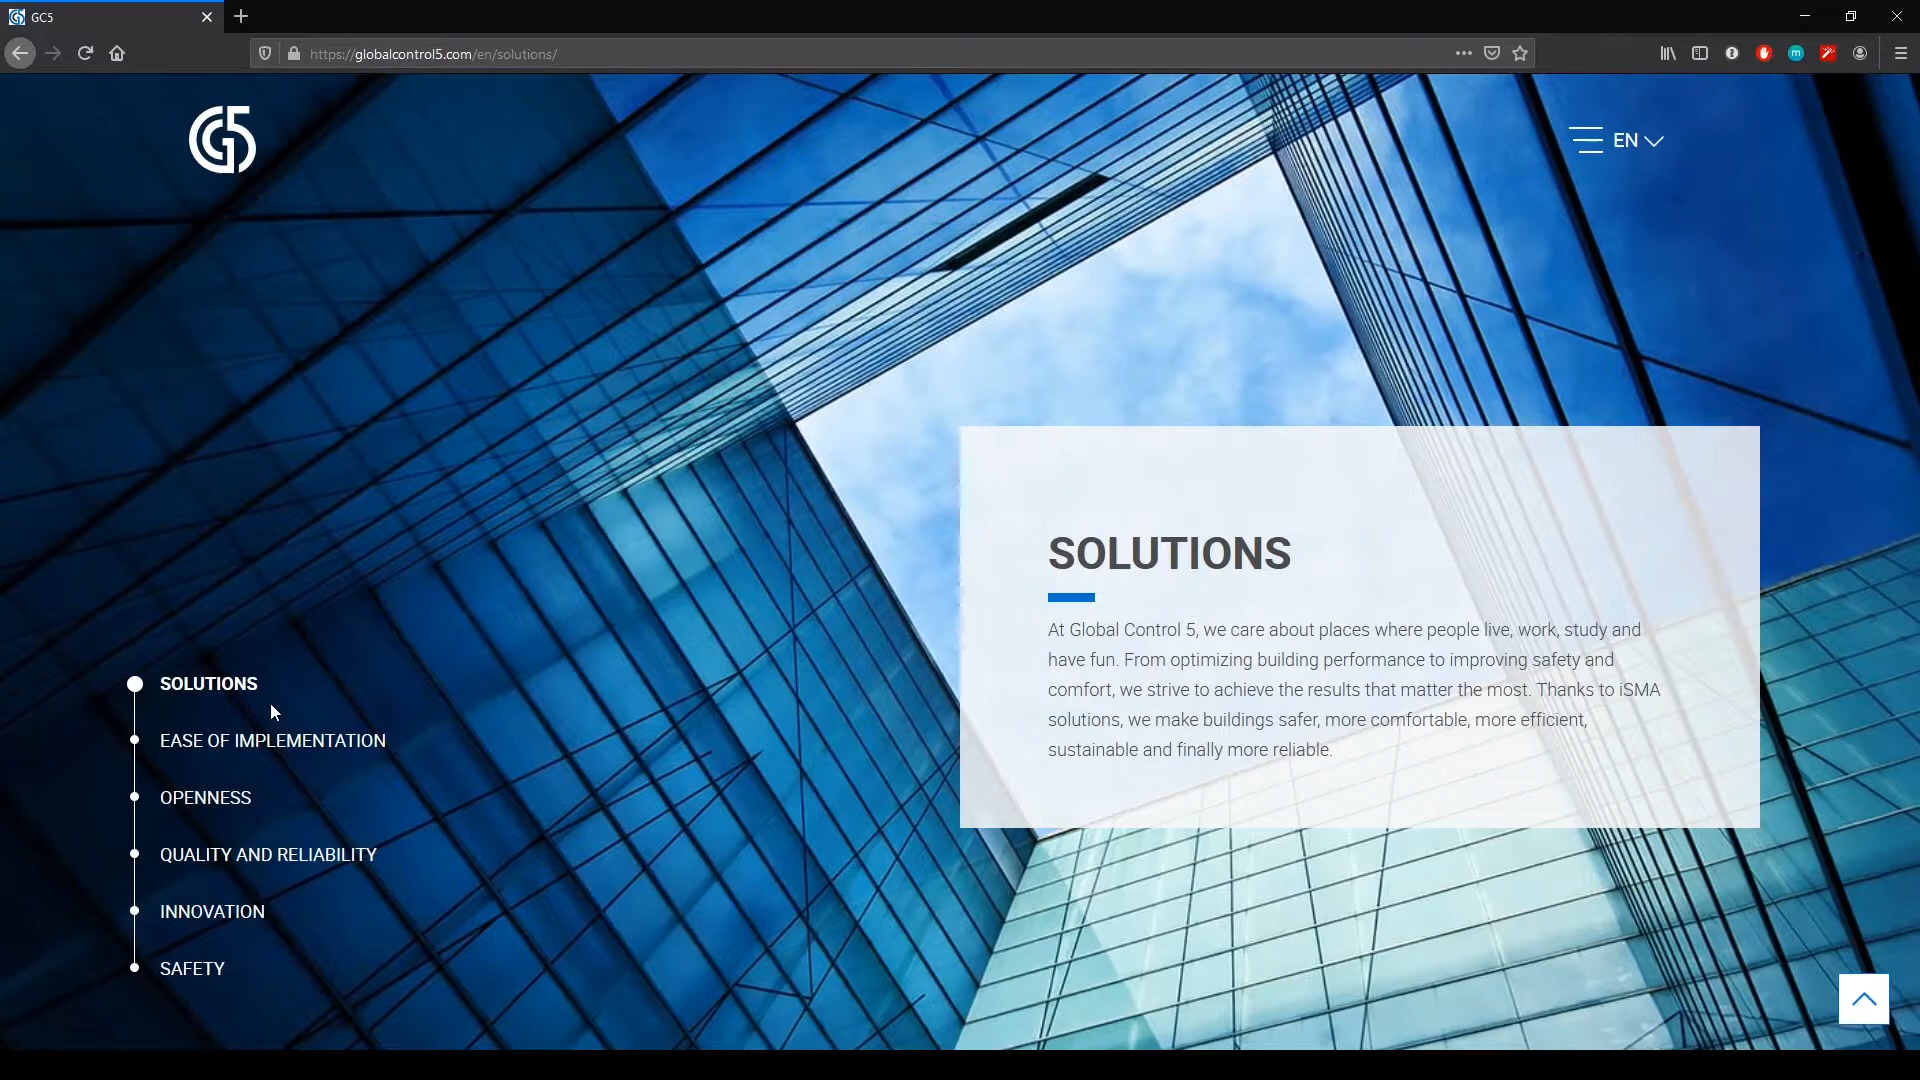 GC5
https://globalcontrol5.com/en/solutions/
G5
EN
SOLUTIONS
At Global Control 5, we care about places where people live, work, study and
have fun. From optimizing building performance to improving safety and
comfort, we strive to achieve the results that matter the most. Thanks to iSMA
solutions, we make buildings safer, more comfortable, more efficient,
sustainable and finally more reliable.
SOLUTIONS
EASE OF IMPLEMENTATION
OPENNESS
QUALITY AND RELIABILITY
INNOVATION
SAFETY